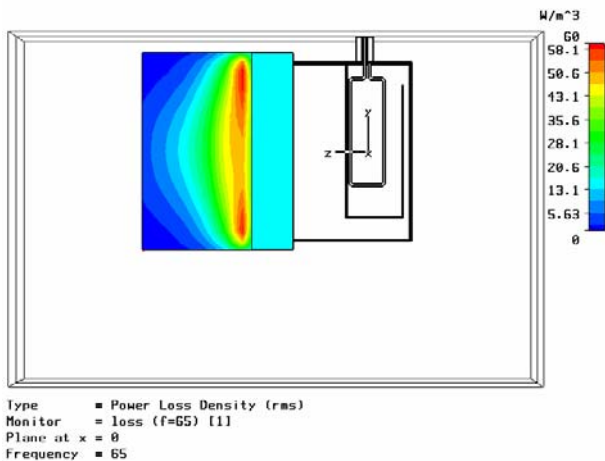 W/m^3
60
58.1
50.6
43.1
35.6
28.1
20.6
13.1
5.63
0
y
z
x
Type = Power Loss Density (rms)
Monitor = loss (f=65) [1]
Plane at x = 0
Frequency = 65